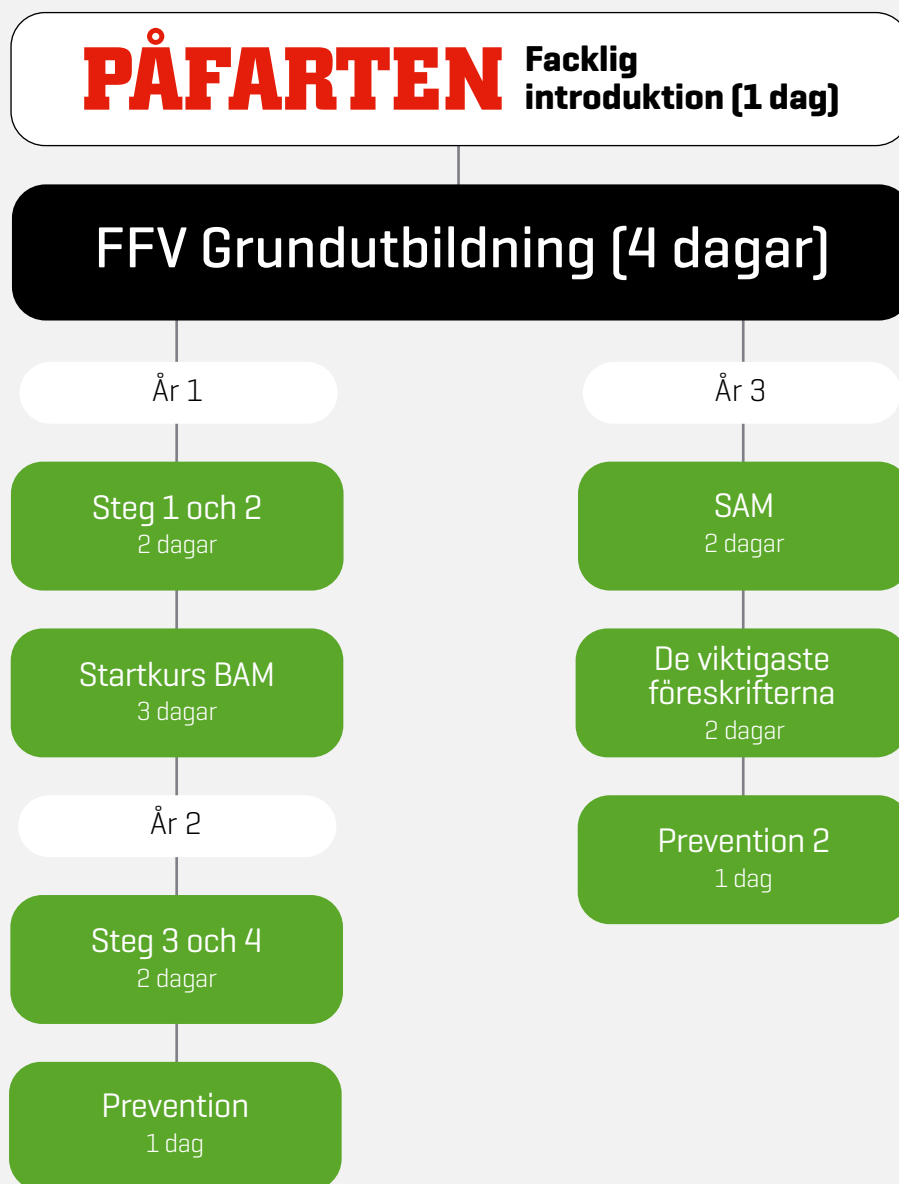 PÅFARTEN
Facklig
introduktion (1 dag)
FFV Grundutbildning (4 dagar)
År 1
Steg 1 och 2
2 dagar
Startkurs BAM
3 dagar
År 2
Steg 3 och 4
2 dagar
Prevention
1 dag
År 3
SAM
2 dagar
De viktigaste
föreskrifterna
2 dagar
Prevention 2
1 dag